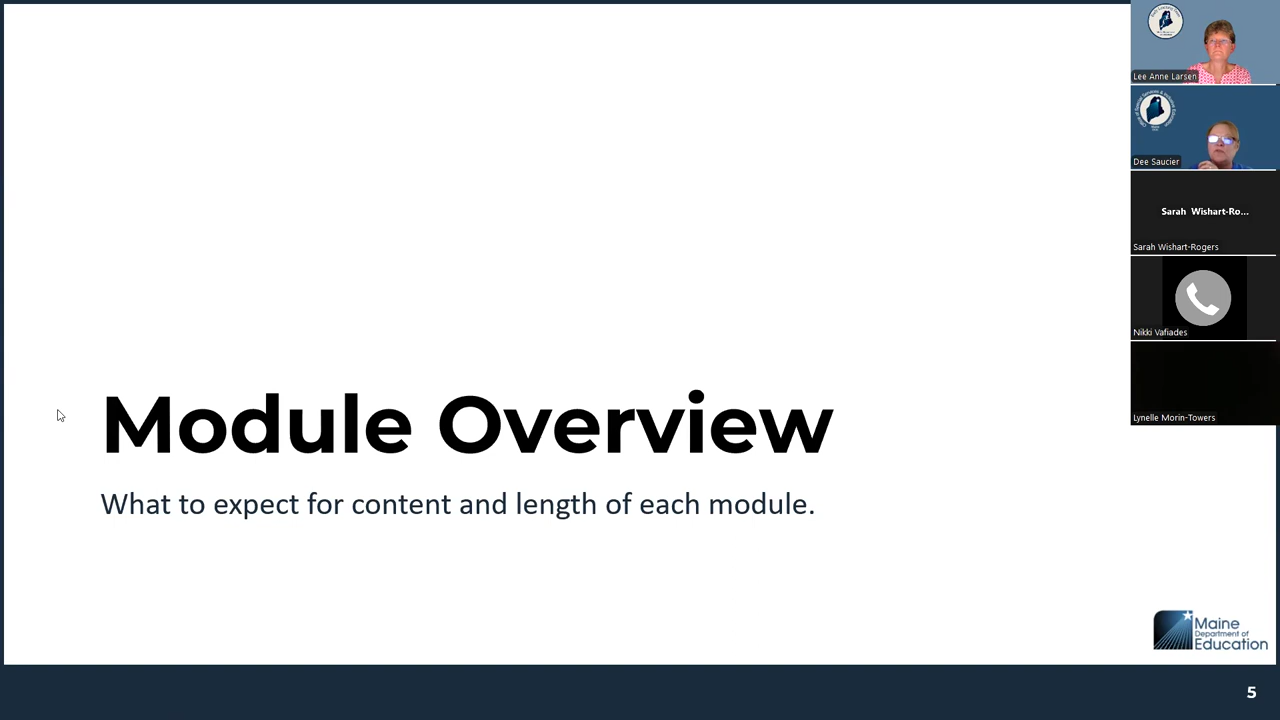 Module Overview
What to expect for content and length of each module.
Maine
Department of
Education
5
Lee Anne Larsen
Dee Saucier
Sarah Wishart-Ro...
Sarah Wishart-Rogers
Nikki Vafiades
Lynelle Morin-Towers